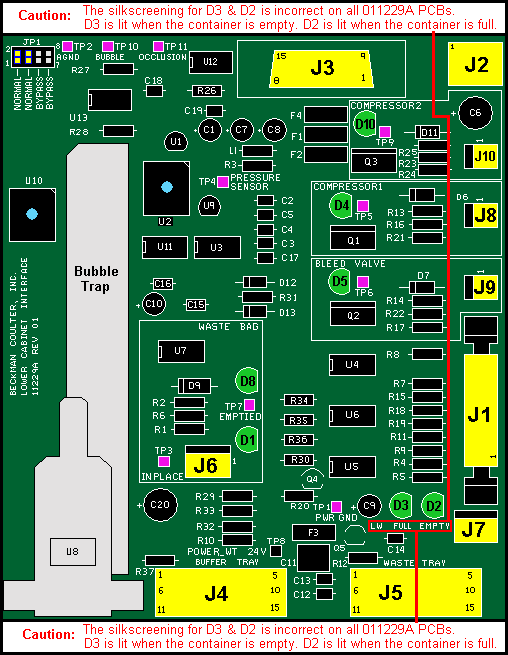 Caution: The silkscreening for D3 & D2 is incorrect on all 011229A PCBs.
D3 is lit when the container is empty. D2 is lit when the container is full.
JP1
2 8
1 7
NORMAL
NORMAL
BYPASS
BYPASS
TP2 TP10 TP11
AGND BUBBLE OCCLUSION
R27
U12
15 9
8 1
J3
1
J2
U13
C18
R26
C19
COMPRESSOR2
F4
D10
TP9
C6
R28
U1
C1 C7 C8
F1
D11
L1
F2
Q3
R25
R23
R24
1
J10
R3
TP4 PRESSURE
SENSOR
COMPRESSOR1
U10
U2
U9
C2
C5
C4
C3
C17
D4
TP5
Q1
D6
R13
R16
R21
1
J8
U11
U3
BLEED VALVE
Bubble
Trap
C16
D12
R31
D13
D5
TP6
Q2
D7
R14
R22
R17
1
J9
C10
C15
BECKMAN COULTER, INC.
LOWER CABINET INTERFACE
11229A REV 01
WASTE BAG
U7
U4
R8
D9
D8
R2
R6
R1
TP7
EMPTIED
D1
R34
R35
R36
R30
U6
R7
R15
R18
R19
R11
R9
R4
R5
J1
1
TP3
INPLACE
J6
1
U5
Q4
C20
R29
R33
R32
R10
R20
TP1
PWR GND
C9
D3
D2
LW FULL EMPTY
J7
1
U8
F3
Q5
C14
POWER_WT 24V
TP8
R37
BUFFER TRAY
C11
C13
C12
R12
WASTE TRAY
1 5
6 10
11 15
J4
1 5
6 10
11 15
J5
Caution: The silkscreening for D3 & D2 is incorrect on all 011229A PCBs.
D3 is lit when the container is empty. D2 is lit when the container is full.